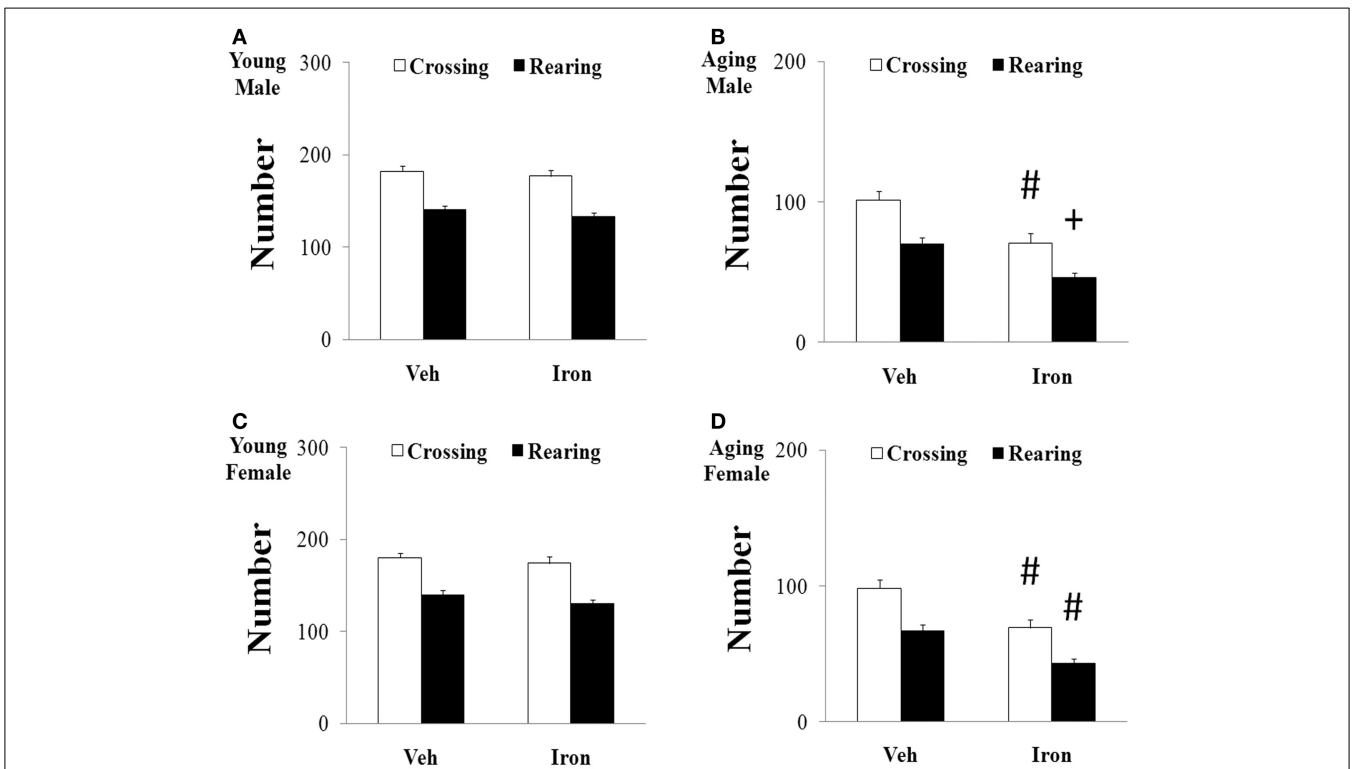 A
Young
Male
Number
300
200
100
0
Crossing Rearing
Veh Iron
B
Aging
Male
Number
200
100
0
Crossing Rearing
#
+
Veh Iron
C
Young
Female
Number
300
200
100
0
Crossing Rearing
Veh Iron
D
Aging
Female
Number
200
100
0
Crossing Rearing
#
#
Veh Iron